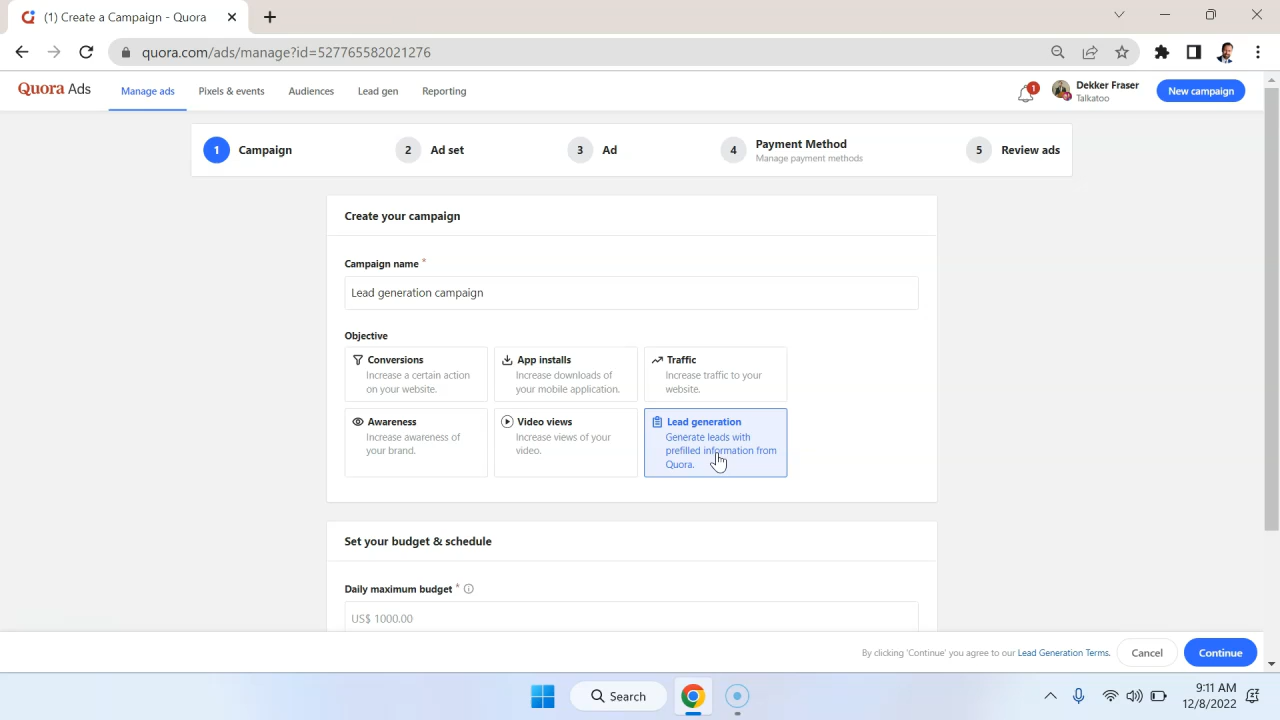 (1) Create a Campaign - Quora
quora.com/ads/manage?id=527765582021276
Quora Ads
Manage ads
Pixels & events
Audiences
Lead gen
Reporting
1
Dekker Fraser
Talkatoo
New campaign
1 Campaign
2 Ad set
3 Ad
4 Payment Method
Manage payment methods
5 Review ads
Create your campaign
Campaign name *
Lead generation campaign
Objective
Conversions
Increase a certain action
on your website.
App installs
Increase downloads of
your mobile application.
Traffic
Increase traffic to your
website.
Awareness
Increase awareness of
your brand.
Video views
Increase views of your
video.
Lead generation
Generate leads with
prefilled information from
Quora.
Set your budget & schedule
Daily maximum budget *
US$ 1000.00
By clicking 'Continue' you agree to our Lead Generation Terms.
Cancel
Continue
Search
9:11 AM
12/8/2022